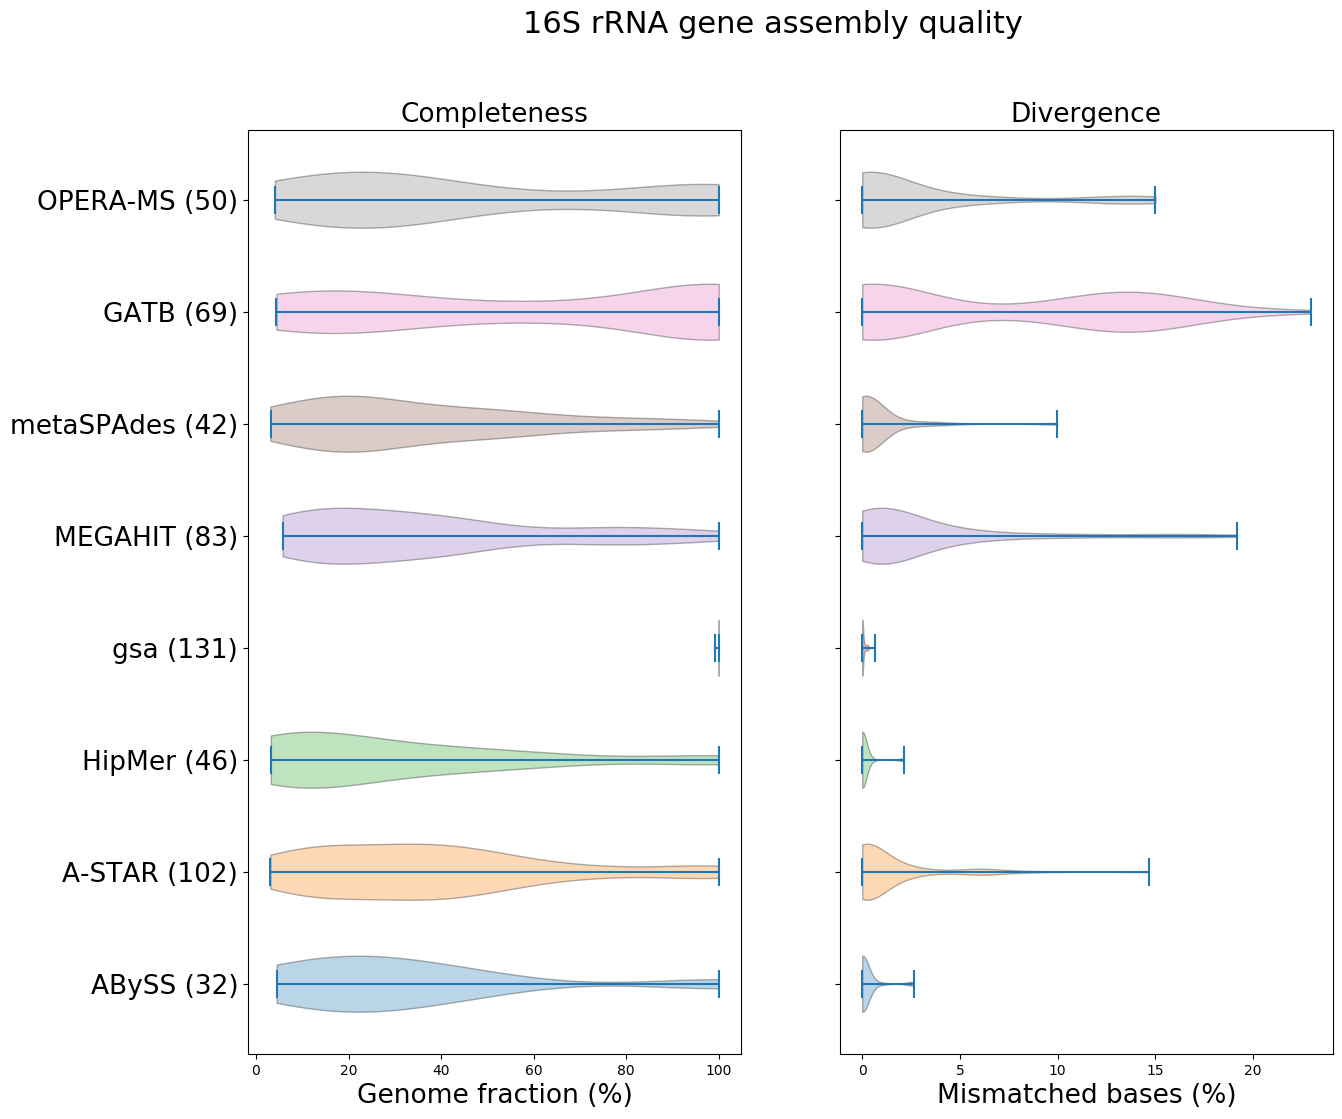 16S rRNA gene assembly quality
Completeness
Divergence
OPERA-MS (50)
GATB (69)
metaSPAdes (42)
MEGAHIT (83)
gsa (131)
HipMer (46)
A-STAR (102)
ABySS (32)
0 20 40 60 80 100
0 5 10 15 20
Genome fraction (%)
Mismatched bases (%)